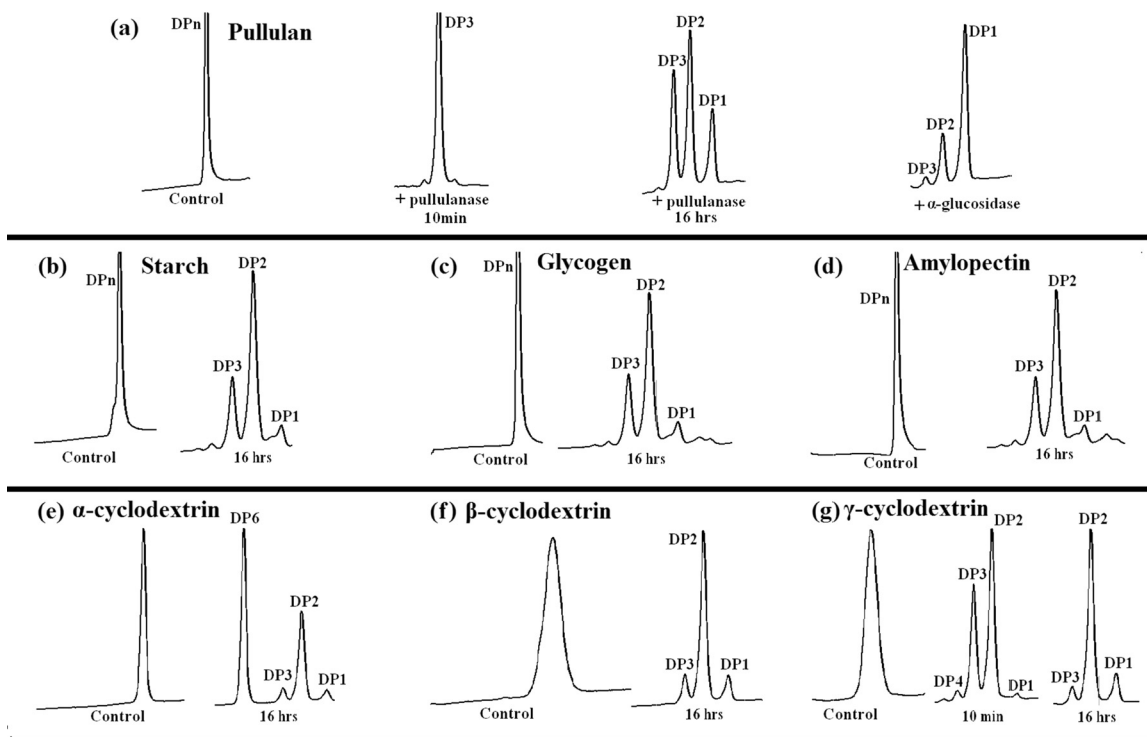 (a) Pullulan
DPn
Control
DP3
+ pullulanase
10min
DP3
DP2
DP1
+ pullulanase
16 hrs
DP3
DP2
DP1
+ α-glucosidase
(b) Starch
DPn
Control
DP3
DP2
DP1
16 hrs
(c) Glycogen
DPn
Control
DP3
DP2
DP1
16 hrs
(d) Amylopectin
DPn
Control
DP3
DP2
DP1
16 hrs
(e) α-cyclodextrin
Control
DP6
DP3
DP2
DP1
16 hrs
(f) β-cyclodextrin
Control
DP3
DP2
DP1
16 hrs
(g) γ-cyclodextrin
Control
DP4
DP3
DP2
DP1
10 min
DP3
DP2
DP1
16 hrs